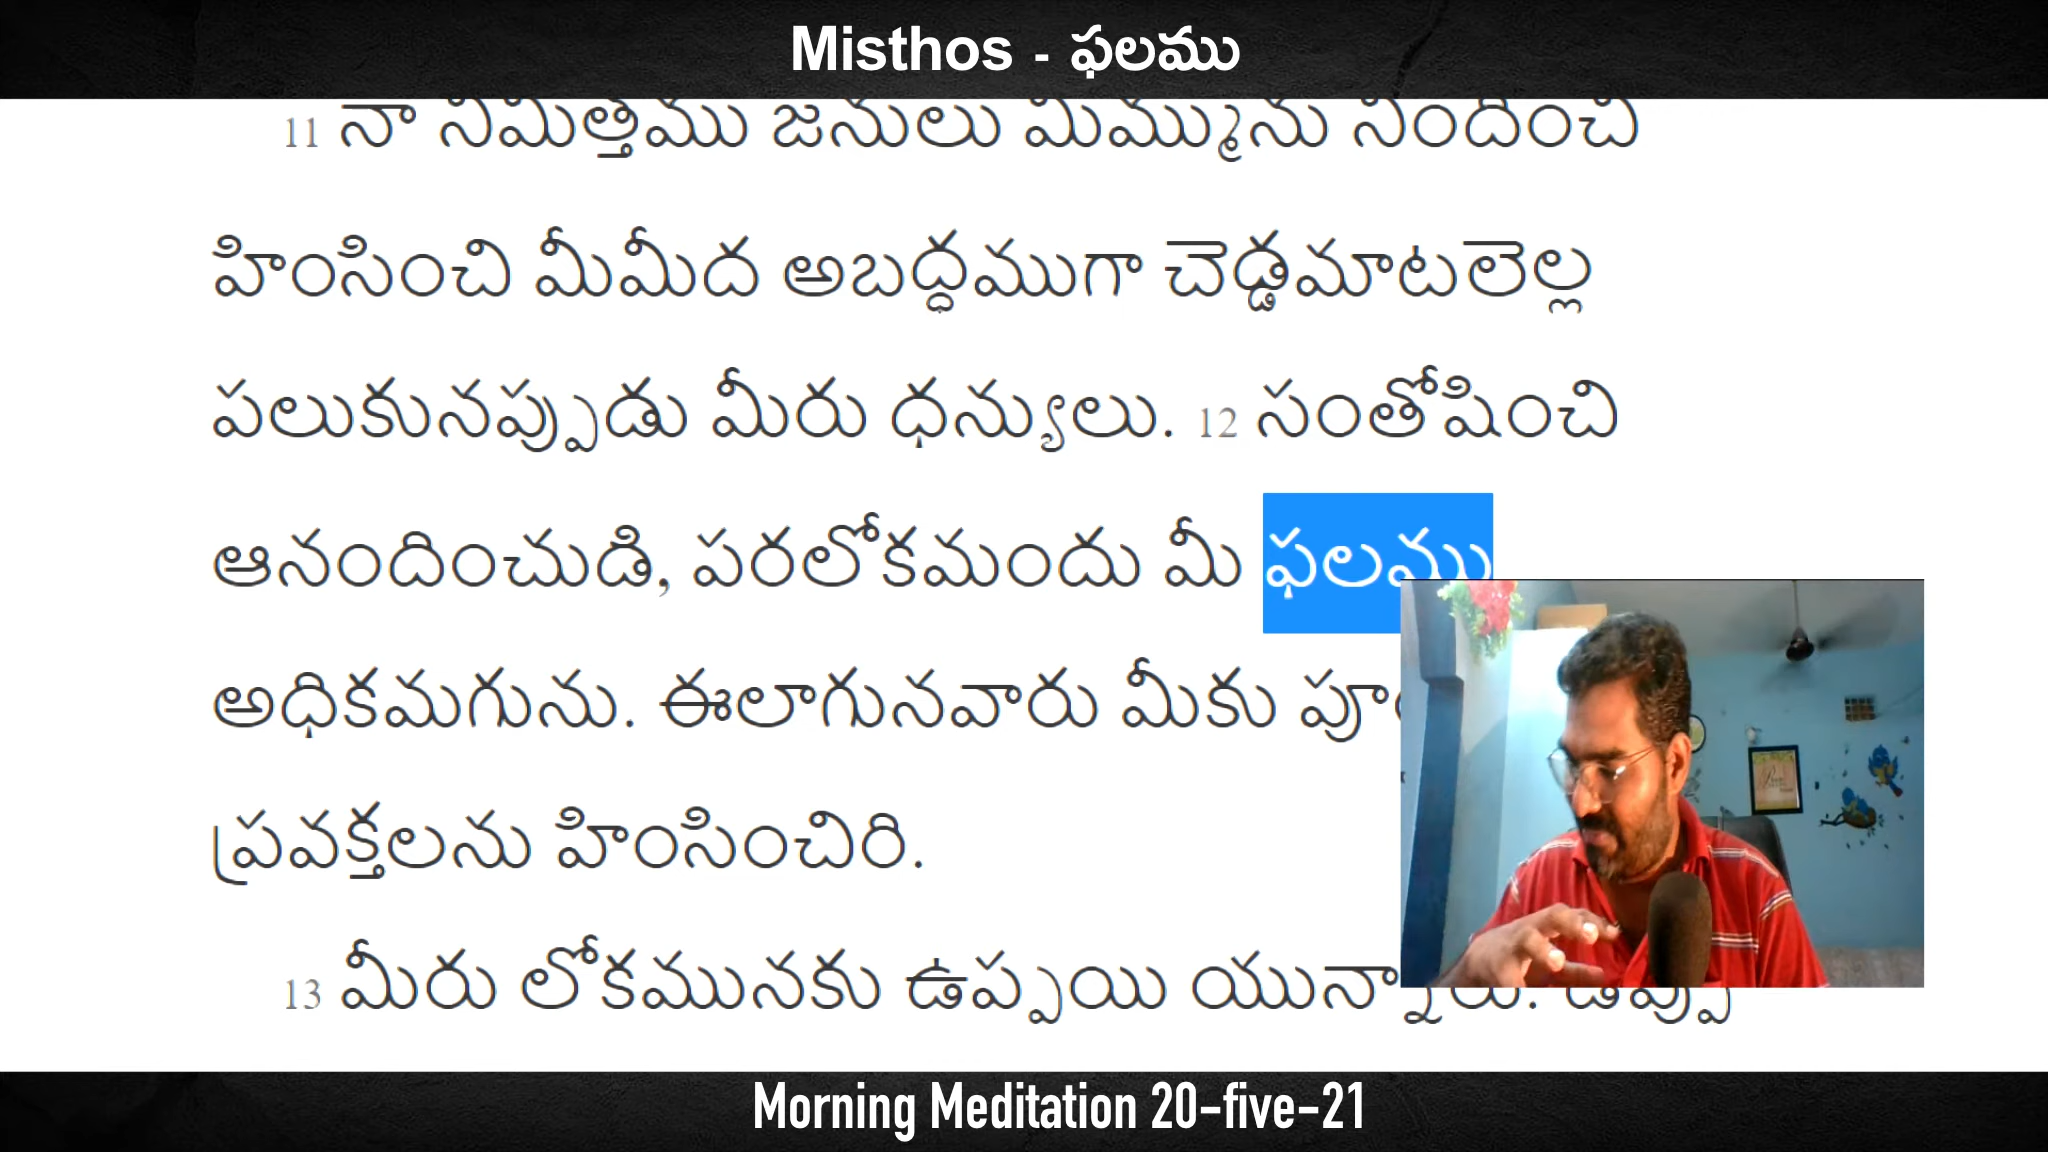 Misthos - ఫలము
11 నా నిమిత్తము జనులు మిమ్మును నిందించి
హింసించి మీమీద అబద్ధముగా చెడ్డమాటలెల్ల
పలుకునప్పుడు మీరు ధన్యులు. 12 సంతోషించి
ఆనందించుడి, పరలోకమందు మీ ఫలము
అధికమగును. ఈలాగునవారు మీకు
ప్రవక్తలను హింసించిరి.
13 మీరు లోకమునకు ఉప్పయి యున్నారు. ఉప్పు
Morning Meditation 20-five-21